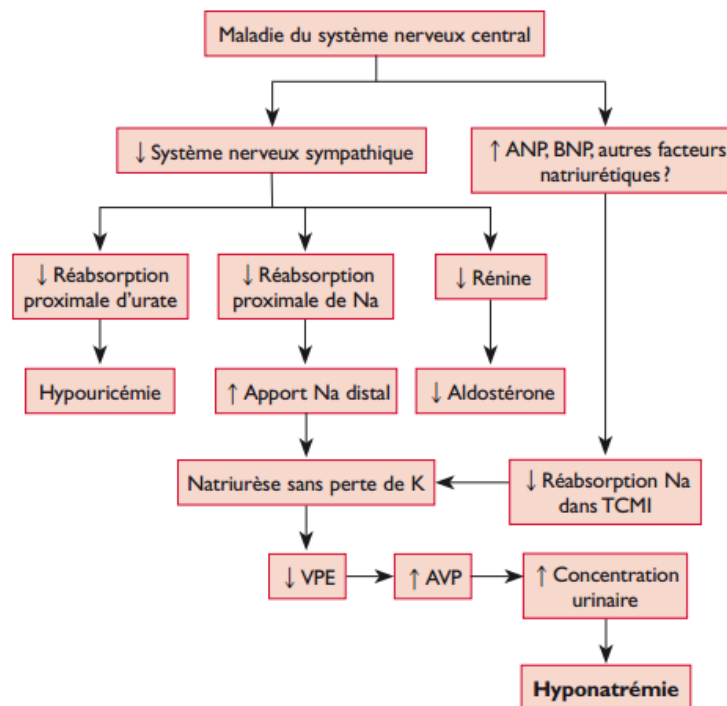 Maladie du système nerveux central
↓ Système nerveux sympathique
↑ ANP, BNP, autres facteurs
natriurétiques ?
↓ Réabsorption
proximale d'urate
↓ Réabsorption
proximale de Na
↓ Rénine
Hypouricémie
↑ Apport Na distal
↓ Aldostérone
Natriurèse sans perte de K
↓ Réabsorption Na
dans TCMI
↓ VPE
↑ AVP
↑ Concentration
urinaire
Hyponatrémie